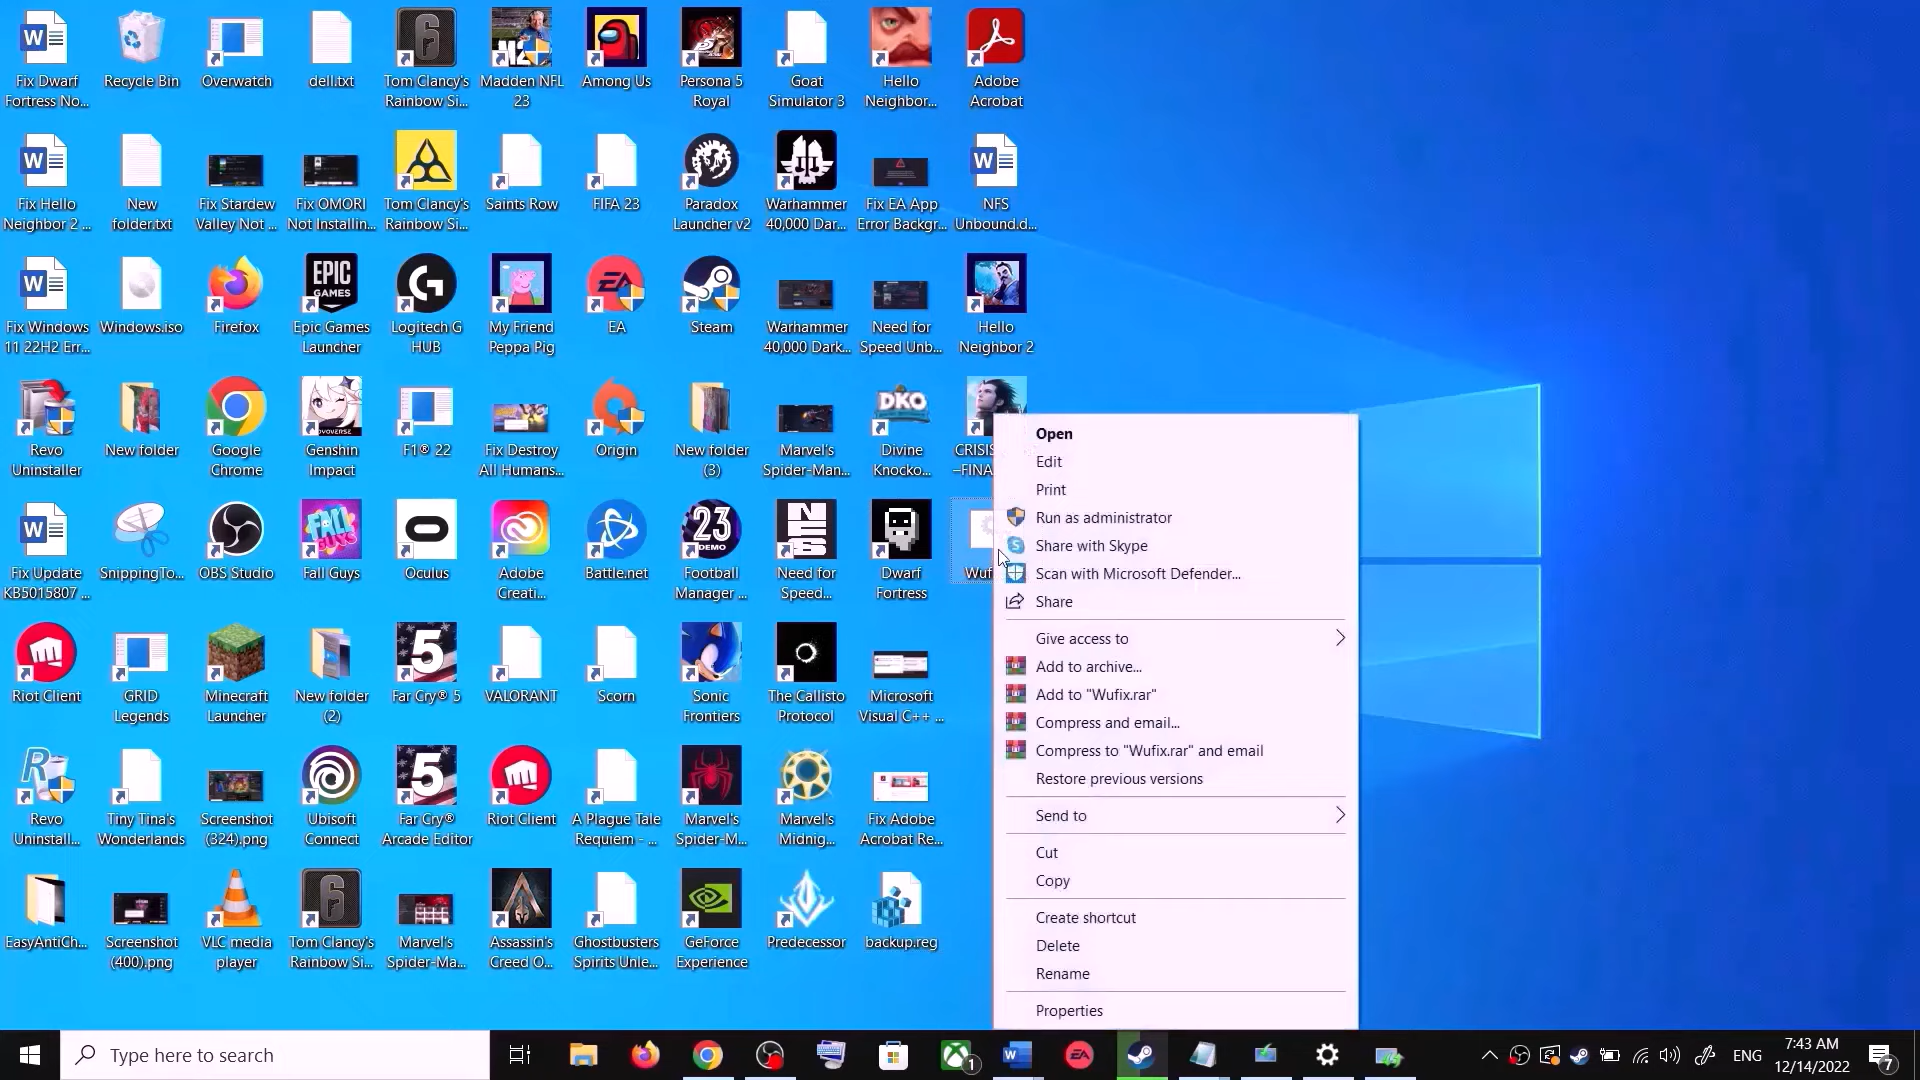 Fix Dwarf
Fortress No...
Recycle Bin
Overwatch
dell.txt
Tom Clancy's
Rainbow Si...
Madden NFL
23
Among Us
Persona 5
Royal
Goat
Simulator 3
Hello
Neighbor...
Adobe
Acrobat
Fix Hello
Neighbor 2 ...
New
folder.txt
Fix Stardew
Valley Not ...
Fix OMORI
Not Installin...
Tom Clancy's
Rainbow Si...
Saints Row
FIFA 23
Paradox
Launcher v2
Warhammer
40,000 Dar...
Fix EA App
Error Backgr...
NFS
Unbound.d...
EPIC
GAMES
Fix Windows
11 22H2 Err...
Windows.iso
Firefox
Epic Games
Launcher
Logitech G
HUB
My Friend
Peppa Pig
EA
Steam
Warhammer
40,000 Dark...
Need for
Speed Unb...
Hello
Neighbor 2
DKO
Revo
Uninstaller
New folder
Google
Chrome
Genshin
Impact
F1® 22
Fix Destroy
All Humans...
Origin
New folder
(3)
Marvel's
Spider-Man...
Divine
Knocko...
CRISIS
–FINA
FALL
GUYS
23
DEMO
Fix Update
KB5015807 ...
SnippingTo...
OBS Studio
Fall Guys
Oculus
Adobe
Creati...
Battle.net
Football
Manager ...
Need for
Speed...
Dwarf
Fortress
Wuf
Riot Client
GRID
Legends
Minecraft
Launcher
New folder
(2)
Far Cry® 5
VALORANT
Scorn
Sonic
Frontiers
The Callisto
Protocol
Microsoft
Visual C++ ...
Revo
Uninstall...
Tiny Tina's
Wonderlands
Screenshot
(324).png
Ubisoft
Connect
Far Cry®
Arcade Editor
Riot Client
A Plague Tale
Requiem - ...
Marvel's
Spider-M...
Marvel's
Midnig...
Fix Adobe
Acrobat Re...
EasyAntiCh...
Screenshot
(400).png
VLC media
player
Tom Clancy's
Rainbow Si...
Marvel's
Spider-Ma...
Assassin's
Creed O...
Ghostbusters
Spirits Unle...
GeForce
Experience
Predecessor
backup.reg
Open
Edit
Print
Run as administrator
Share with Skype
Scan with Microsoft Defender...
Share
Give access to
Add to archive...
Add to "Wufix.rar"
Compress and email...
Compress to "Wufix.rar" and email
Restore previous versions
Send to
Cut
Copy
Create shortcut
Delete
Rename
Properties
Type here to search
1
ENG
7:43 AM
12/14/2022
7